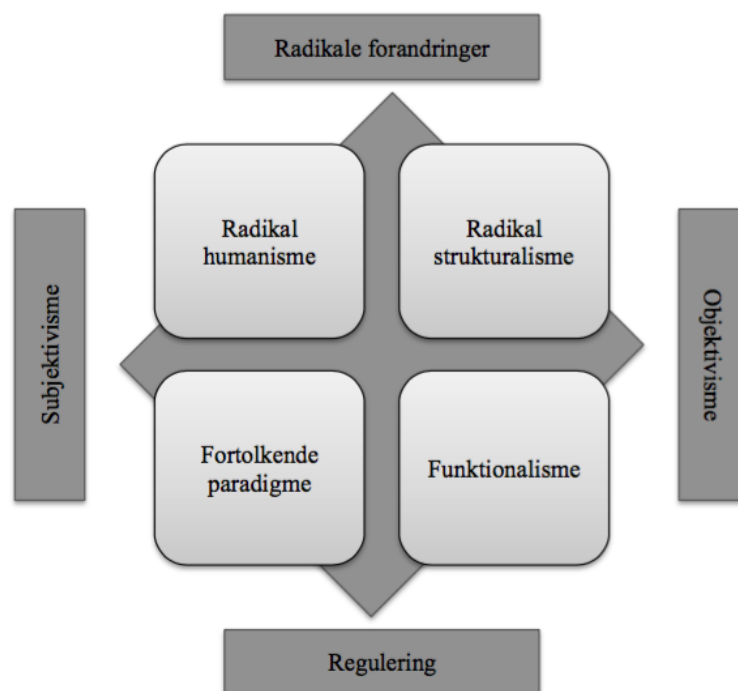 Radikale forandringer
Radikal
humanisme
Radikal
strukturalisme
Subjektivisme
Objektivisme
Fortolkende
paradigme
Funktionalisme
Regulering